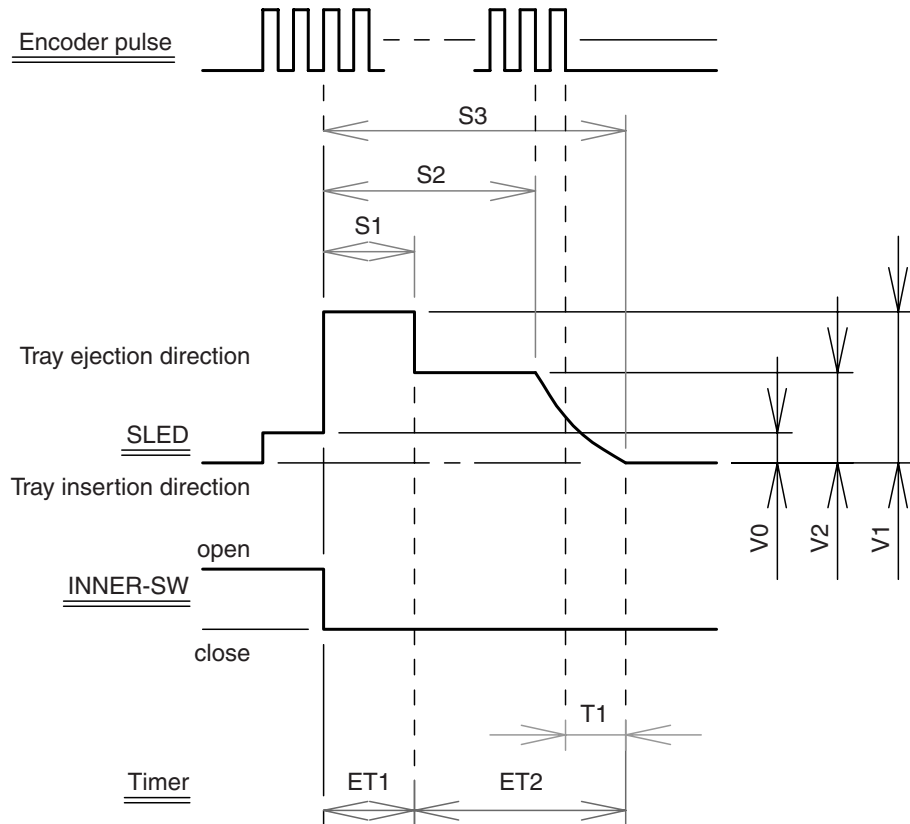 Encoder pulse
S3
S2
S1
Tray ejection direction
SLED
Tray insertion direction
V0
V2
V1
open
INNER-SW
close
T1
Timer
ET1
ET2